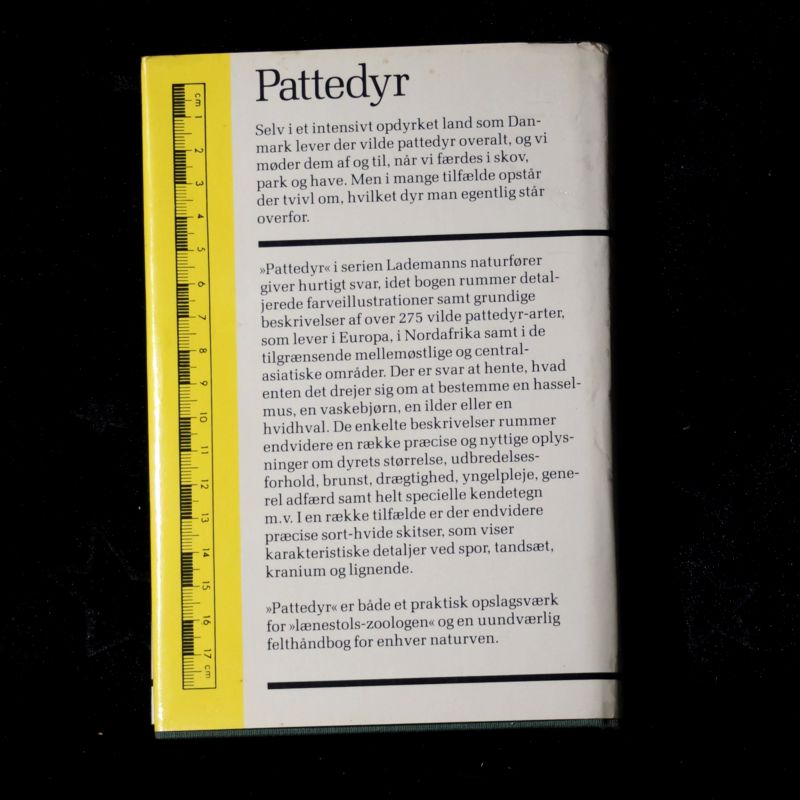 Pattedyr
Selv i et intensivt opdyrket land som Dan-
mark lever der vilde pattedyr overalt, og vi
møder dem af og til, når vi færdes i skov,
park og have. Men i mange tilfælde opstår
der tvivl om, hvilket dyr man egentlig står
overfor.
»Pattedyr« i serien Lademanns naturfører
giver hurtigt svar, idet bogen rummer detal-
jerede farveillustrationer samt grundige
beskrivelser af over 275 vilde pattedyr-arter,
som lever i Europa, i Nordafrika samt i de
tilgrænsende mellemøstlige og central-
asiatiske områder. Der er svar at hente, hvad
enten det drejer sig om at bestemme en hassel-
mus, en vaskebjørn, en ilder eller en
hvidhval. De enkelte beskrivelser rummer
endvidere en række præcise og nyttige oplys-
ninger om dyrets størrelse, udbredelses-
forhold, brunst, drægtighed, yngelpleje, gene-
rel adfærd samt helt specielle kendetegn
m.v. I en række tilfælde er der endvidere
præcise sort-hvide skitser, som viser
karakteristiske detaljer ved spor, tandsæt,
kranium og lignende.
»Pattedyr« er både et praktisk opslagsværk
for »lænestols-zoologen« og en uundværlig
felthåndbog for enhver naturven.
cm 1 2 3 4 5 6 7 8 9 10 11 12 13 14 15 16 17 cm